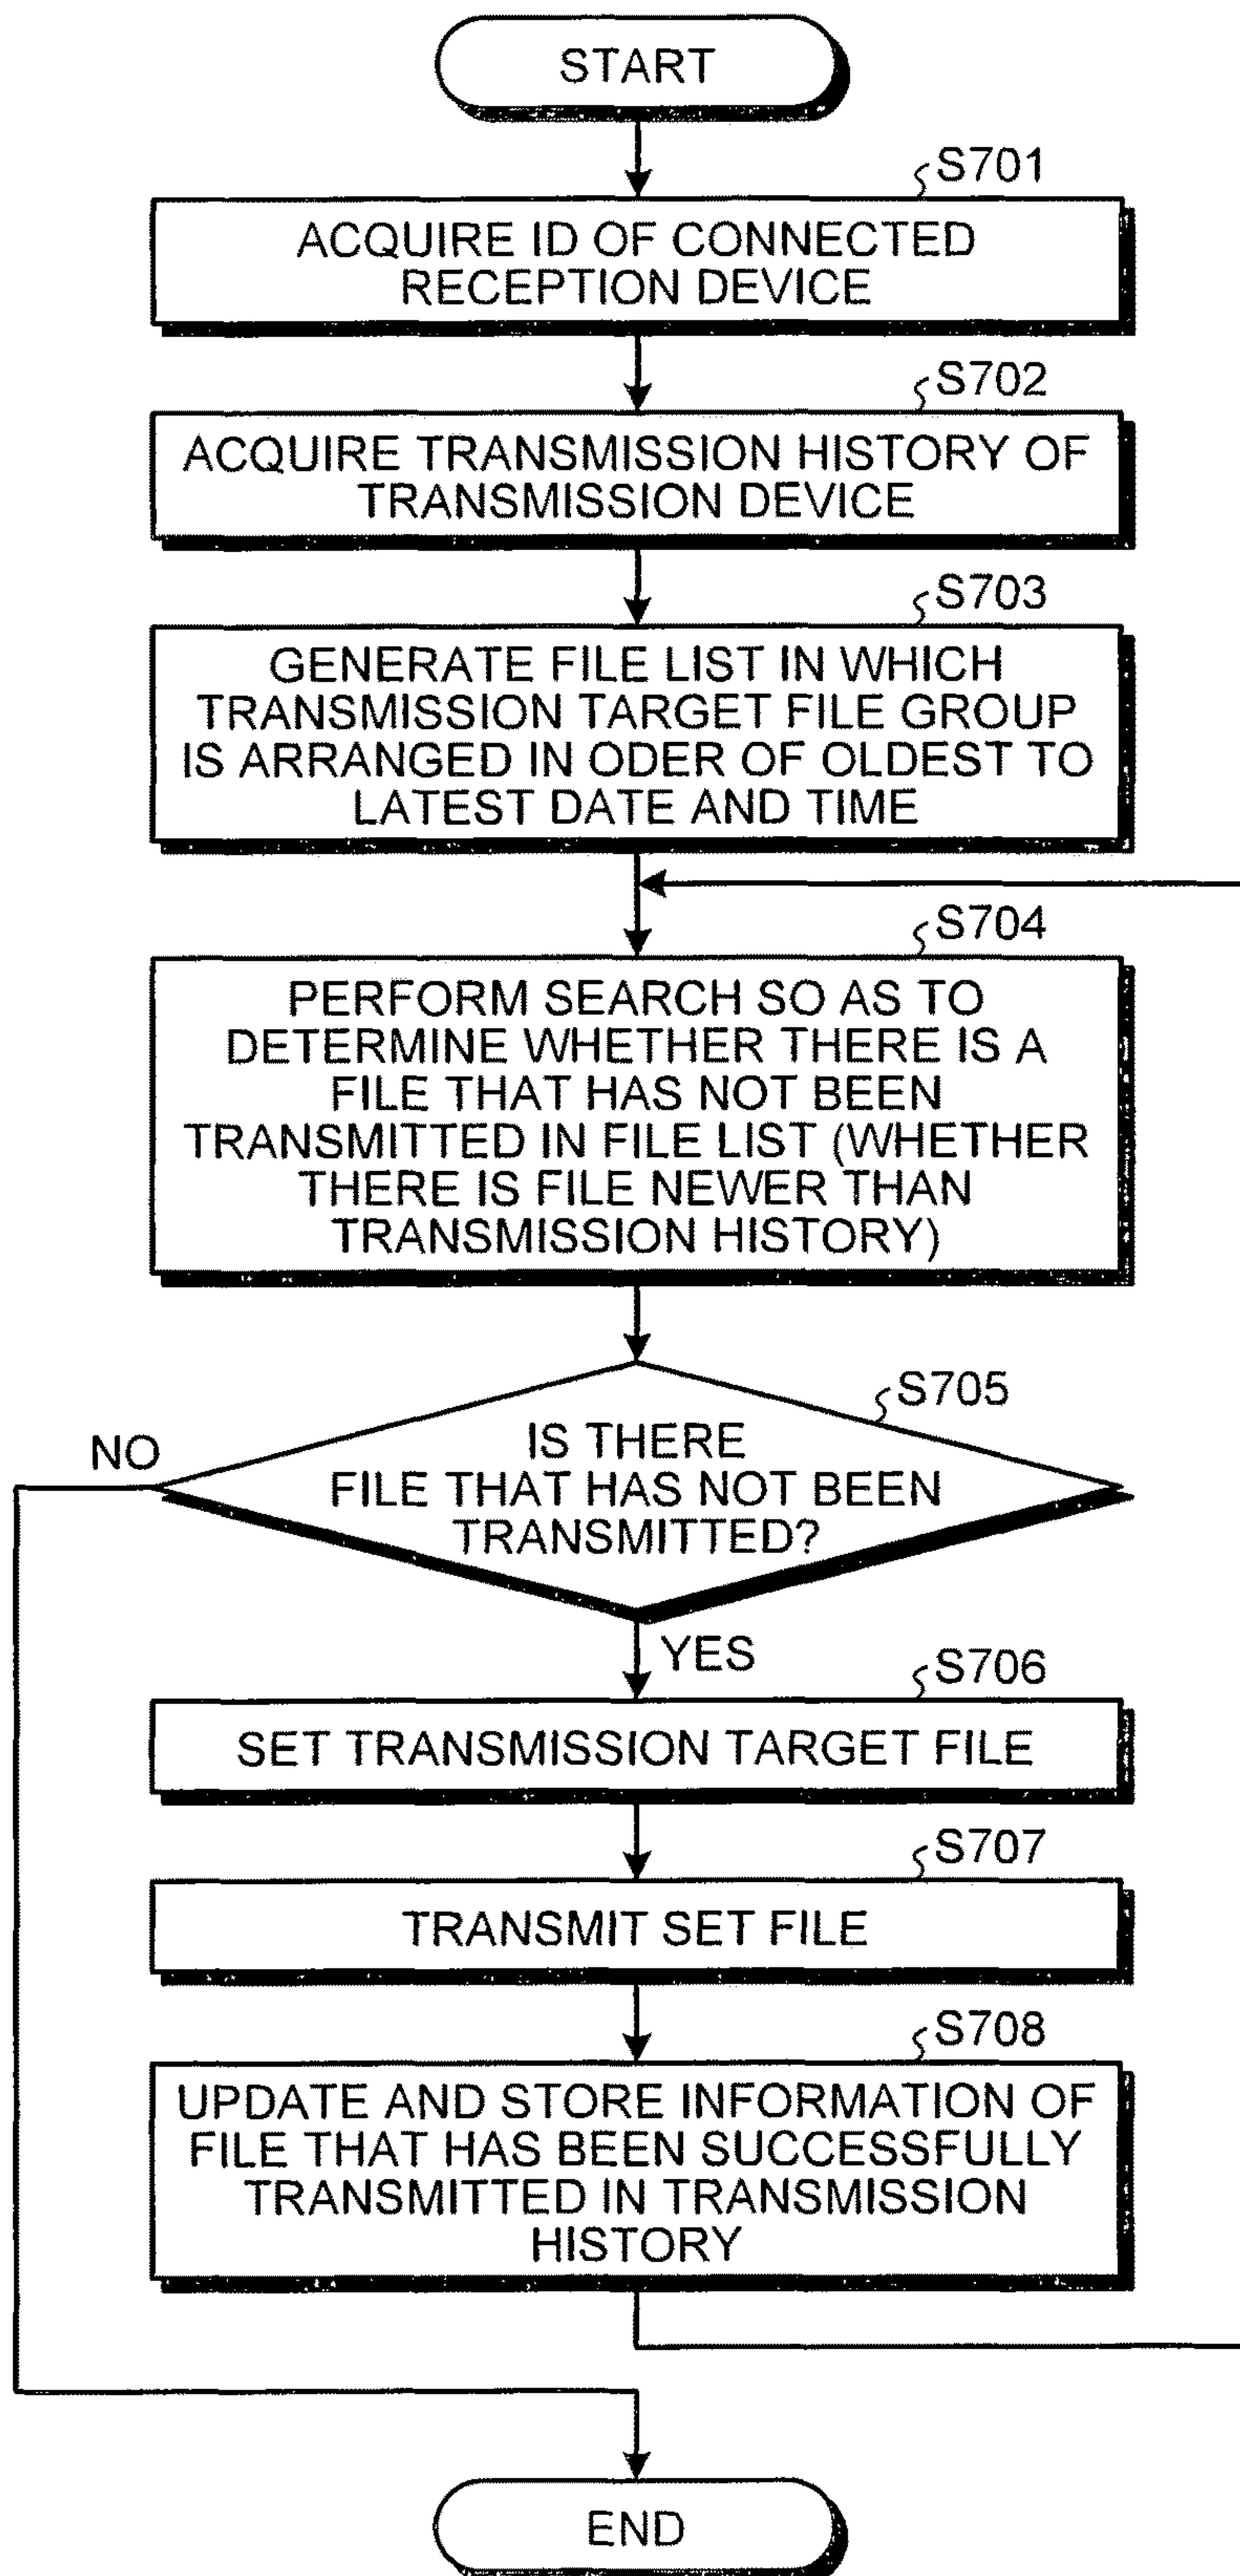 START
S701
ACQUIRE ID OF CONNECTED
RECEPTION DEVICE
S702
ACQUIRE TRANSMISSION HISTORY OF
TRANSMISSION DEVICE
S703
GENERATE FILE LIST IN WHICH
TRANSMISSION TARGET FILE GROUP
IS ARRANGED IN ODER OF OLDEST TO
LATEST DATE AND TIME
S704
PERFORM SEARCH SO AS TO
DETERMINE WHETHER THERE IS A
FILE THAT HAS NOT BEEN
TRANSMITTED IN FILE LIST (WHETHER
THERE IS FILE NEWER THAN
TRANSMISSION HISTORY)
S705
IS THERE
FILE THAT HAS NOT BEEN
TRANSMITTED?
NO
YES
S706
SET TRANSMISSION TARGET FILE
S707
TRANSMIT SET FILE
S708
UPDATE AND STORE INFORMATION OF
FILE THAT HAS BEEN SUCCESSFULLY
TRANSMITTED IN TRANSMISSION
HISTORY
END